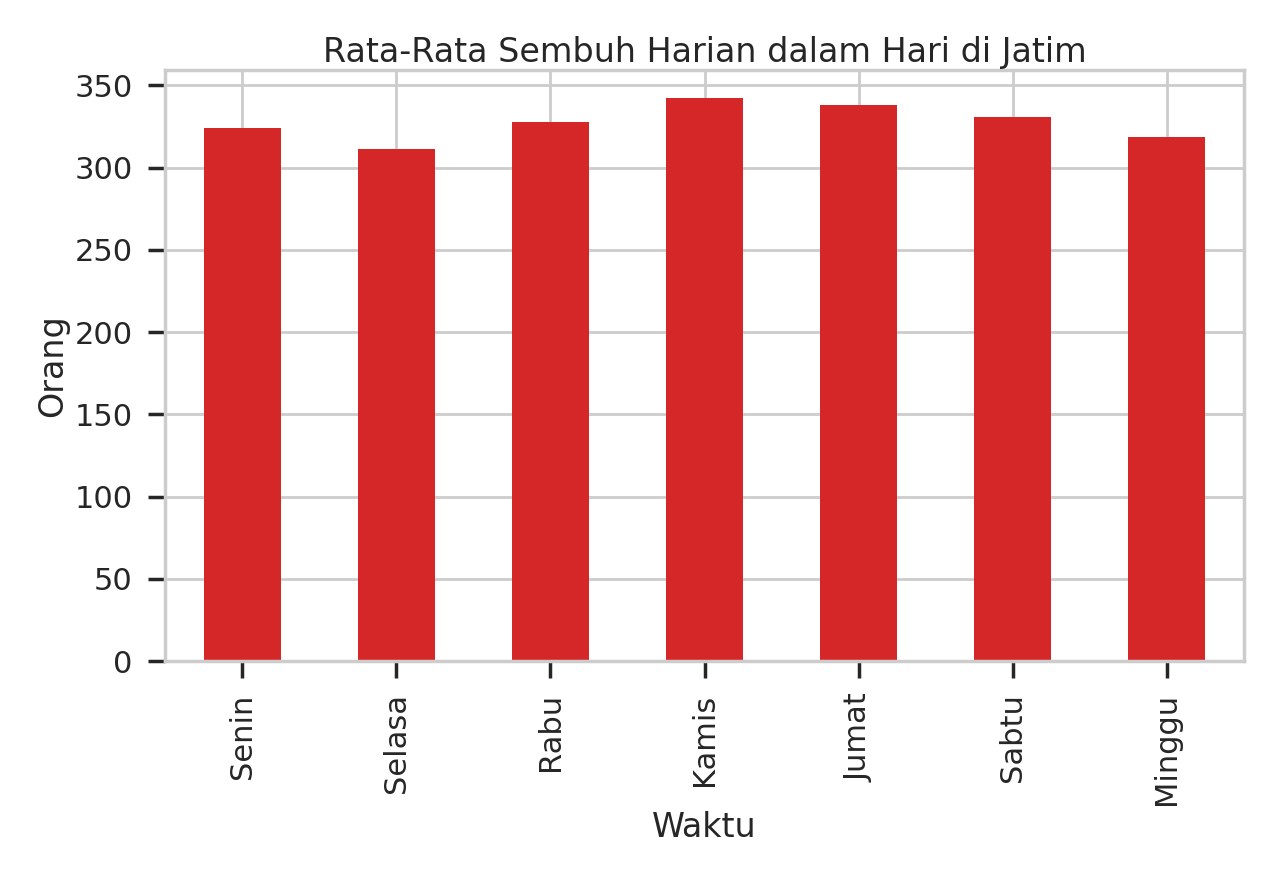 Rata-Rata Sembuh Harian dalam Hari di Jatim
350
300
250
200
150
100
50
0
Orang
Senin
Selasa
Rabu
Kamis
Jumat
Sabtu
Minggu
Waktu